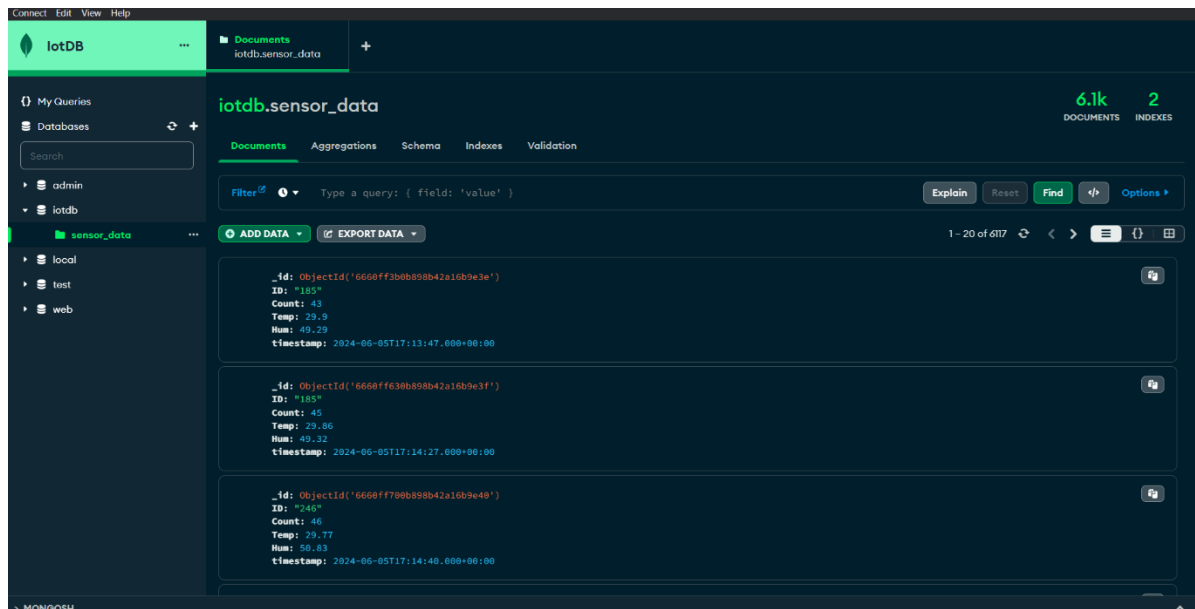 Connect Edit View Help
IotDB
Documents
iotdb.sensor_data
{} My Queries
Databases
Search
admin
iotdb
sensor_data
local
test
web
iotdb.sensor_data
6.1k
DOCUMENTS
2
INDEXES
Documents Aggregations Schema Indexes Validation
Filter
Type a query: { field: 'value' }
Explain Reset Find </> Options
ADD DATA EXPORT DATA
1 – 20 of 6117
_id: ObjectId('6660ff3b0b898b42a16b9e3e')
ID: "185"
Count: 43
Temp: 29.9
Hum: 49.29
timestamp: 2024-06-05T17:13:47.000+00:00
_id: ObjectId('6660ff630b898b42a16b9e3f')
ID: "185"
Count: 45
Temp: 29.86
Hum: 49.32
timestamp: 2024-06-05T17:14:27.000+00:00
_id: ObjectId('6660ff700b898b42a16b9e40')
ID: "246"
Count: 46
Temp: 29.77
Hum: 50.83
timestamp: 2024-06-05T17:14:40.000+00:00
>_MONGOSH